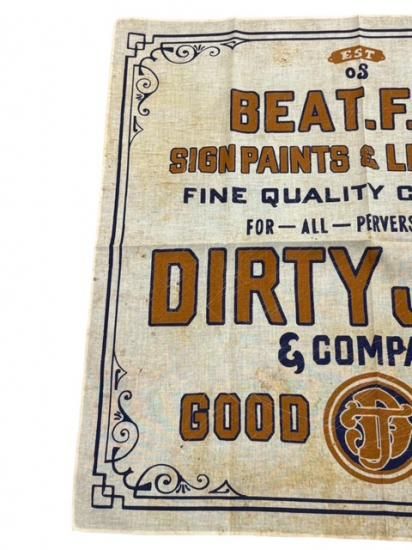 EST
05
BEAT.F.
SIGN PAINTS & L
FINE QUALITY C
FOR — ALL — PERVERS
DIRTY J
& COMPA
GOOD